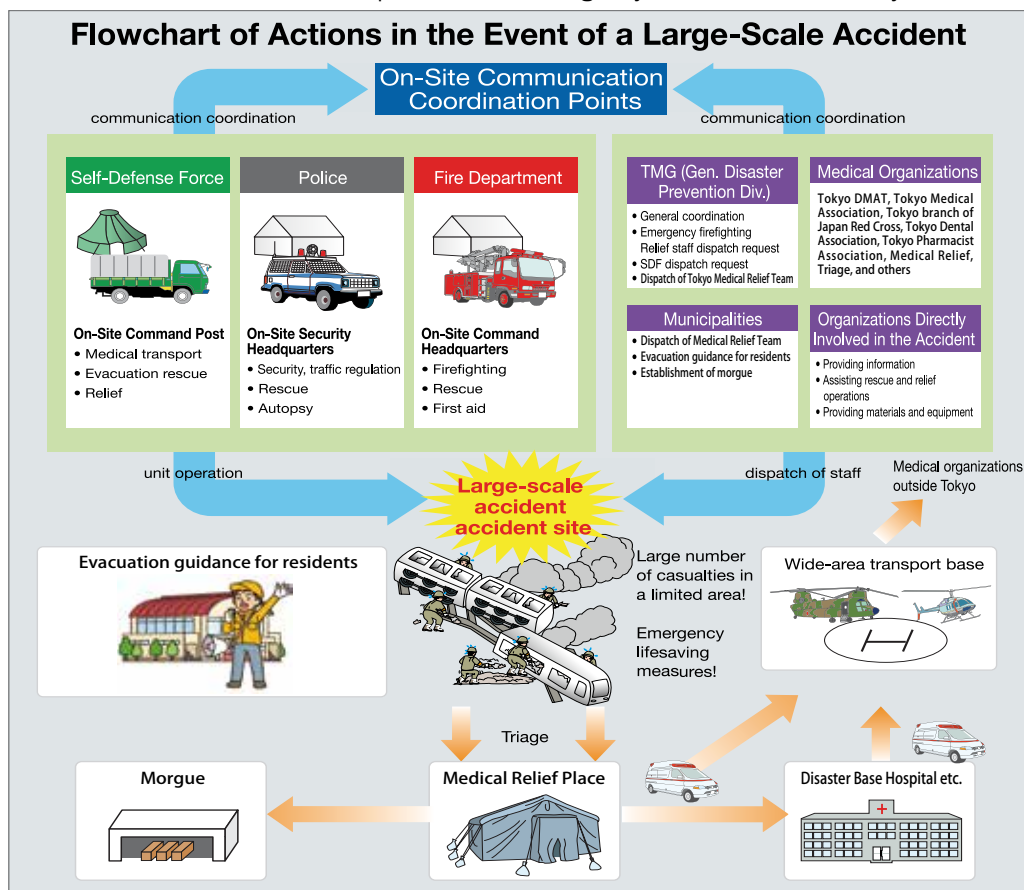 Flowchart of Actions in the Event of a Large-Scale Accident
On-Site Communication
Coordination Points
communication coordination
communication coordination
Self-Defense Force
On-Site Command Post
• Medical transport
• Evacuation rescue
• Relief
Police
On-Site Security
Headquarters
• Security, traffic regulation
• Rescue
• Autopsy
Fire Department
On-Site Command
Headquarters
• Firefighting
• Rescue
• First aid
TMG (Gen. Disaster
Prevention Div.)
• General coordination
• Emergency firefighting
Relief staff dispatch request
• SDF dispatch request
• Dispatch of Tokyo Medical Relief Team
Medical Organizations
Tokyo DMAT, Tokyo Medical
Association, Tokyo branch of
Japan Red Cross, Tokyo Dental
Association, Tokyo Pharmacist
Association, Medical Relief,
Triage, and others
Municipalities
• Dispatch of Medical Relief Team
• Evacuation guidance for residents
• Establishment of morgue
Organizations Directly
Involved in the Accident
• Providing information
• Assisting rescue and relief
operations
• Providing materials and equipment
unit operation
dispatch of staff
Medical organizations
outside Tokyo
Large-scale
accident
accident site
Evacuation guidance for residents
Large number
of casualties in
a limited area!
Emergency
lifesaving
measures!
Wide-area transport base
H
Triage
Morgue
Medical Relief Place
Disaster Base Hospital etc.